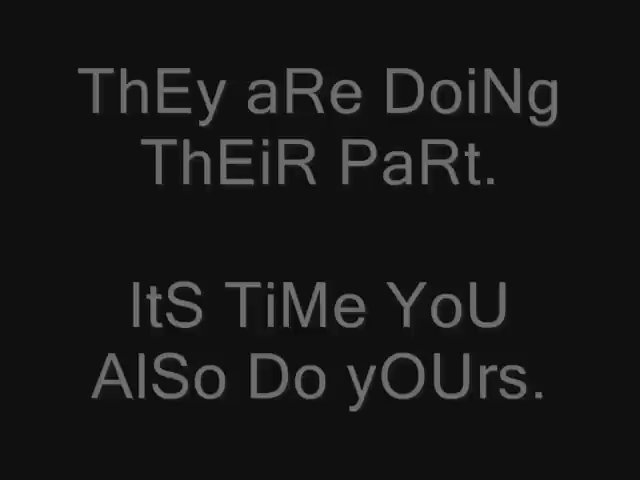 ThEy aRe DoiNg
ThEiR PaRt.
ItS TiMe YoU
AlSo Do yOUrs.